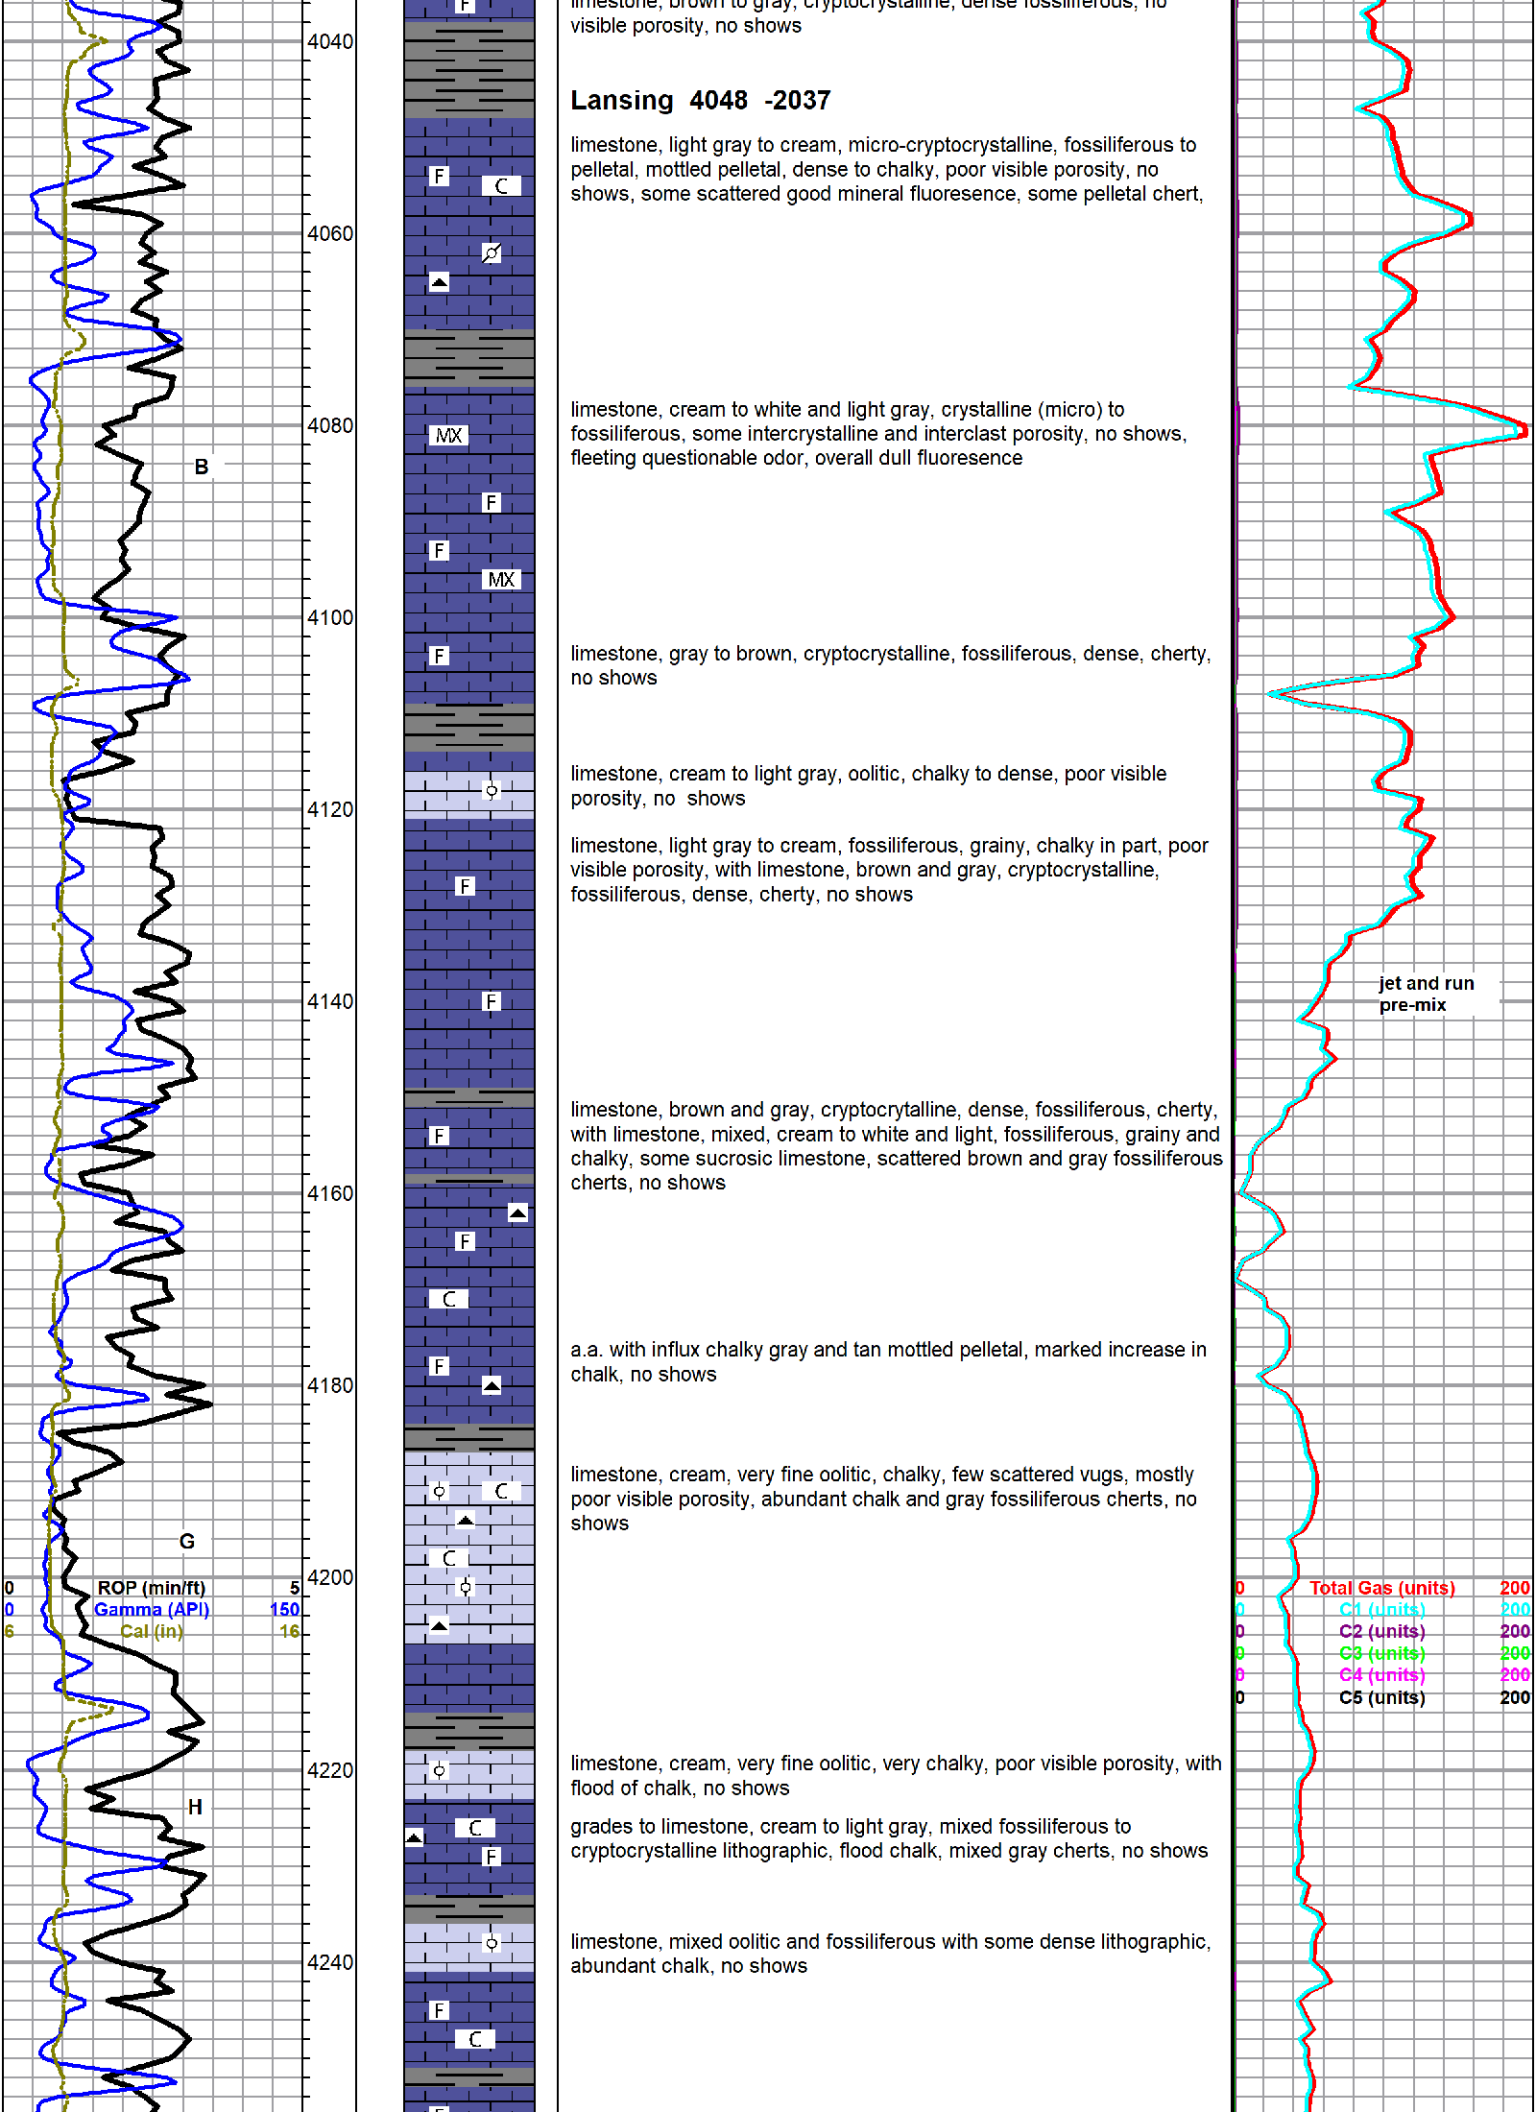 limestone, brown to gray, cryptocrystalline, dense fossiliferous, no
visible porosity, no shows
F
4040
Lansing 4048 -2037
limestone, light gray to cream, micro-cryptocrystalline, fossiliferous to
pelletal, mottled pelletal, dense to chalky, poor visible porosity, no
shows, some scattered good mineral fluoresence, some pelletal chert,
F
C
4060
limestone, cream to white and light gray, crystalline (micro) to
fossiliferous, some intercrystalline and interclast porosity, no shows,
fleeting questionable odor, overall dull fluoresence
4080
MX
B
F
F
MX
4100
F
limestone, gray to brown, cryptocrystalline, fossiliferous, dense, cherty,
no shows
limestone, cream to light gray, oolitic, chalky to dense, poor visible
porosity, no shows
4120
limestone, light gray to cream, fossiliferous, grainy, chalky in part, poor
visible porosity, with limestone, brown and gray, cryptocrystalline,
fossiliferous, dense, cherty, no shows
F
jet and run
pre-mix
4140
F
limestone, brown and gray, cryptocrytalline, dense, fossiliferous, cherty,
with limestone, mixed, cream to white and light, fossiliferous, grainy and
chalky, some sucrosic limestone, scattered brown and gray fossiliferous
cherts, no shows
F
4160
F
C
a.a. with influx chalky gray and tan mottled pelletal, marked increase in
chalk, no shows
F
4180
limestone, cream, very fine oolitic, chalky, few scattered vugs, mostly
poor visible porosity, abundant chalk and gray fossiliferous cherts, no
shows
C
G
C
4200
0 ROP (min/ft) 5
0 Gamma (API) 150
6 Cal (in) 16
0 Total Gas (units) 200
0 C1 (units) 200
0 C2 (units) 200
0 C3 (units) 200
0 C4 (units) 200
0 C5 (units) 200
limestone, cream, very fine oolitic, very chalky, poor visible porosity, with
flood of chalk, no shows
4220
H
grades to limestone, cream to light gray, mixed fossiliferous to
cryptocrystalline lithographic, flood chalk, mixed gray cherts, no shows
C
F
limestone, mixed oolitic and fossiliferous with some dense lithographic,
abundant chalk, no shows
4240
F
C
F